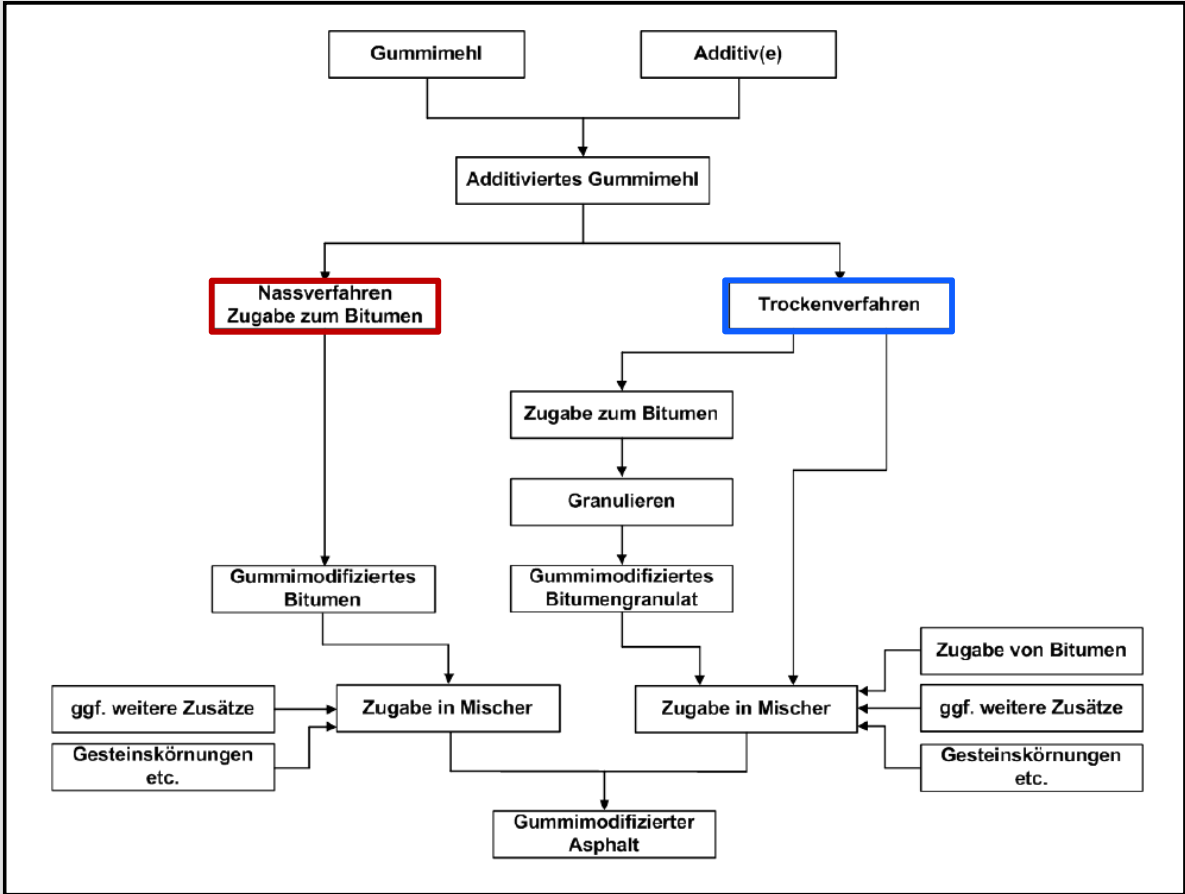 Gummimehl
Additiv(e)
Additiviertes Gummimehl
Nassverfahren
Zugabe zum Bitumen
Trockenverfahren
Zugabe zum Bitumen
Granulieren
Gummimodifiziertes
Bitumen
Gummimodifiziertes
Bitumengranulat
Zugabe von Bitumen
ggf. weitere Zusätze
Zugabe in Mischer
Zugabe in Mischer
ggf. weitere Zusätze
Gesteinskörnungen
etc.
Gesteinskörnungen
etc.
Gummimodifizierter
Asphalt